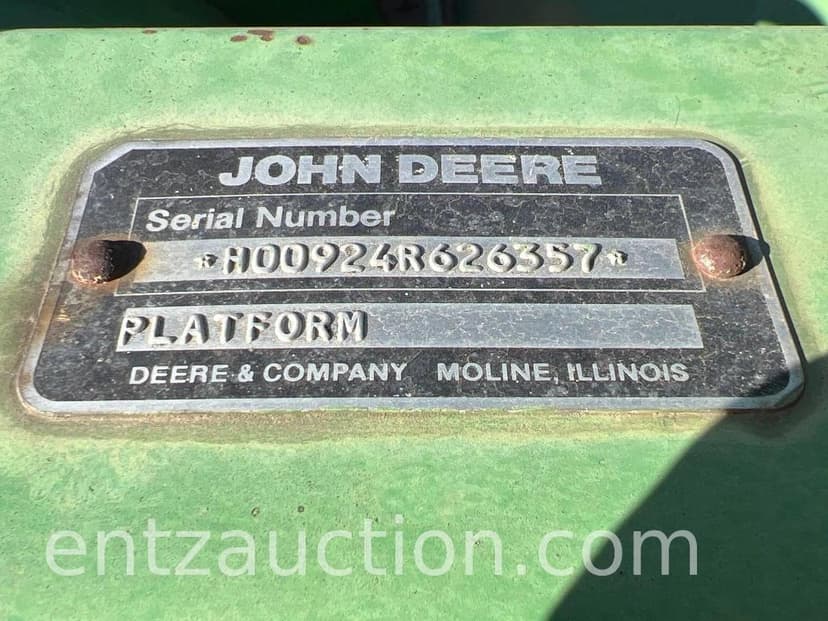 JOHN DEERE
Serial Number
*H00924R626357*
PLATFORM
DEERE & COMPANY MOLINE, ILLINOIS
entzauction.com